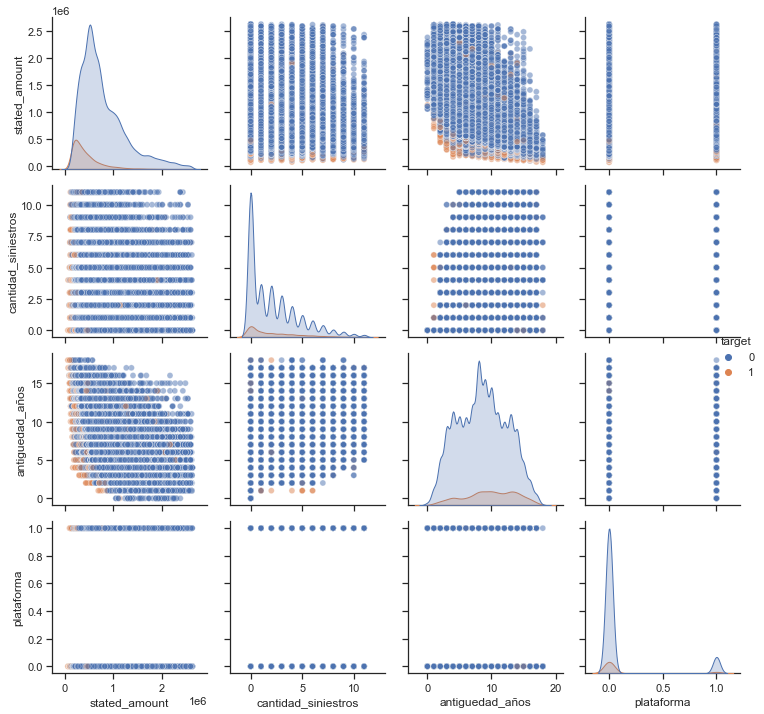 1e6
2.5
2.0
1.5
1.0
0.5
0.0
stated_amount
10.0
7.5
5.0
2.5
0.0
cantidad_siniestros
target
0
1
15
10
5
0
antiguedad_años
1.0
0.8
0.6
0.4
0.2
0.0
plataforma
0 1 2
1e6
stated_amount
0 5 10
cantidad_siniestros
0 10 20
antiguedad_años
0.0 0.5 1.0
plataforma